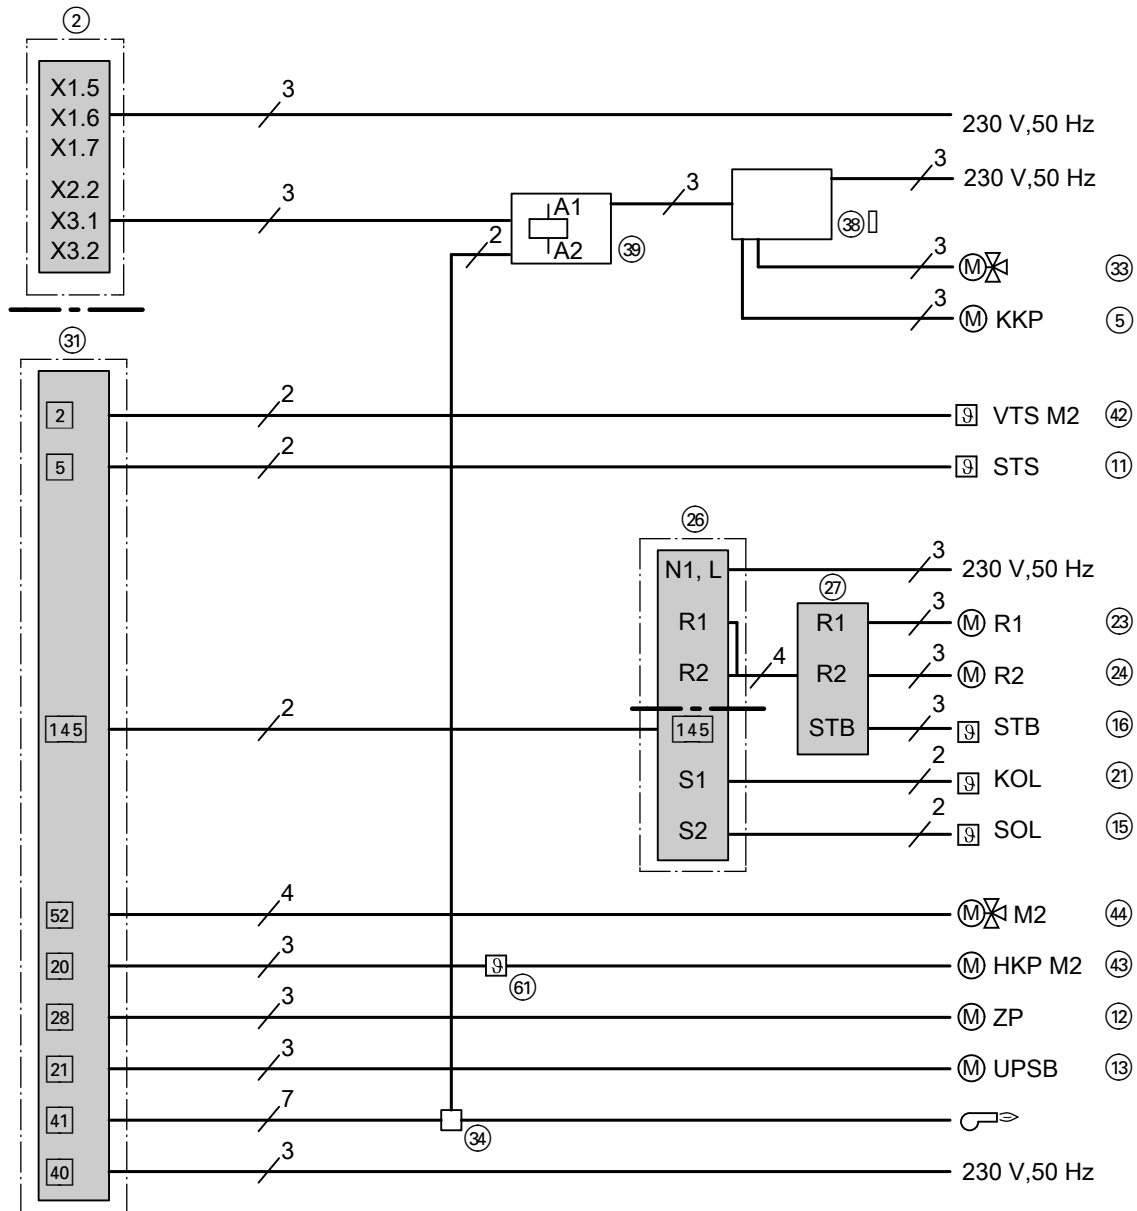 2
X1.5
3
X1.6
230 V,50 Hz
X1.7
3
230 V,50 Hz
X2.2
3
3
X3.1
A1
38
X3.2
2
A2
39
3
M
33
3
M KKP
5
31
2
2
ϑ VTS M2
42
5
2
ϑ STS
11
26
N1, L
3
230 V,50 Hz
27
R1
R1
3
M R1
23
R2
4
R2
3
M R2
24
145
2
145
STB
3
ϑ STB
16
S1
2
ϑ KOL
21
S2
2
ϑ SOL
15
52
4
M M2
44
20
3
ϑ
61
M HKP M2
43
28
3
M ZP
12
21
3
M UPSB
13
41
7
34
40
3
230 V,50 Hz